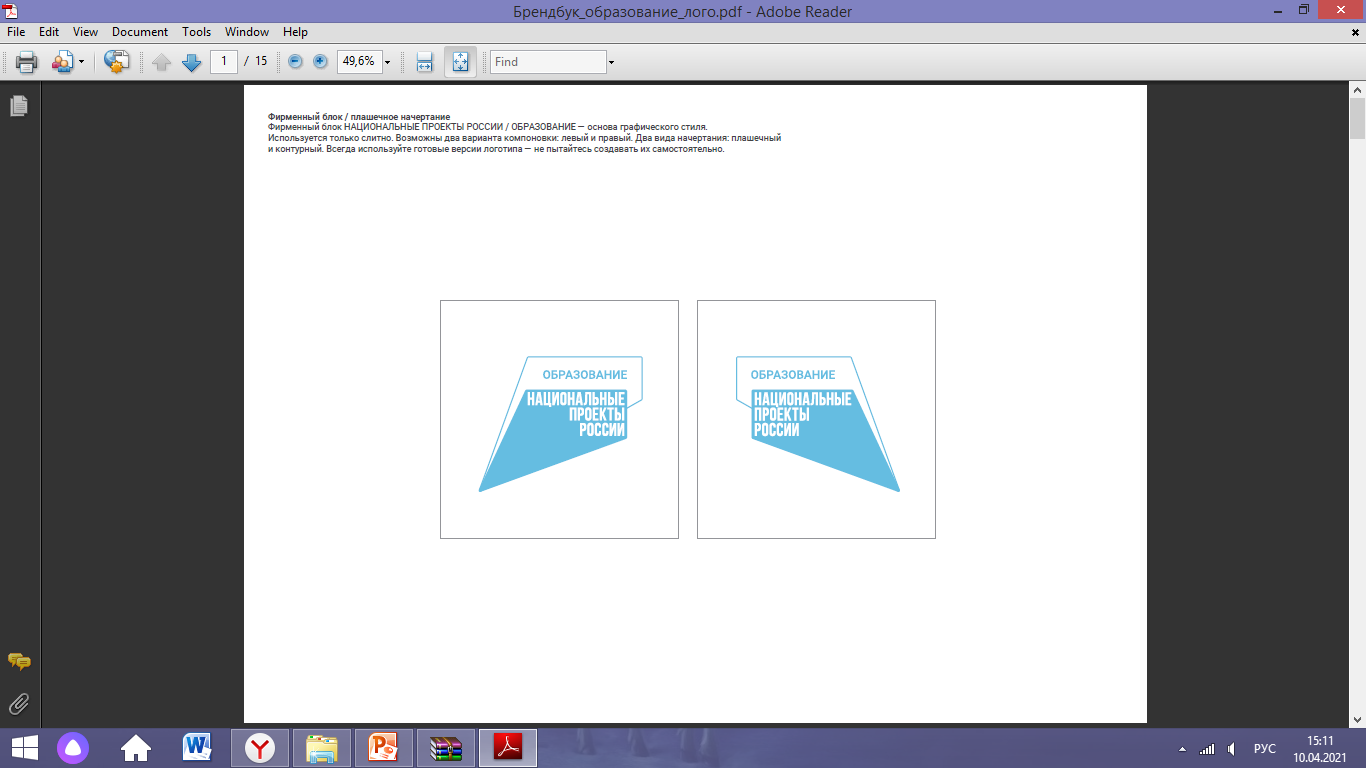 Брендбук_образование_лого.pdf - Adobe Reader
File Edit View Document Tools Window Help
1 / 15 49,6% Find
Фирменный блок / плашечное начертание
Фирменный блок НАЦИОНАЛЬНЫЕ ПРОЕКТЫ РОССИИ / ОБРАЗОВАНИЕ — основа графического стиля.
Используется только слитно. Возможны два варианта компоновки: левый и правый. Два вида начертания: плашечный
и контурный. Всегда используйте готовые версии логотипа — не пытайтесь создавать их самостоятельно.
ОБРАЗОВАНИЕ
НАЦИОНАЛЬНЫЕ
ПРОЕКТЫ
РОССИИ
ОБРАЗОВАНИЕ
НАЦИОНАЛЬНЫЕ
ПРОЕКТЫ
РОССИИ
РУС
15:11
10.04.2021